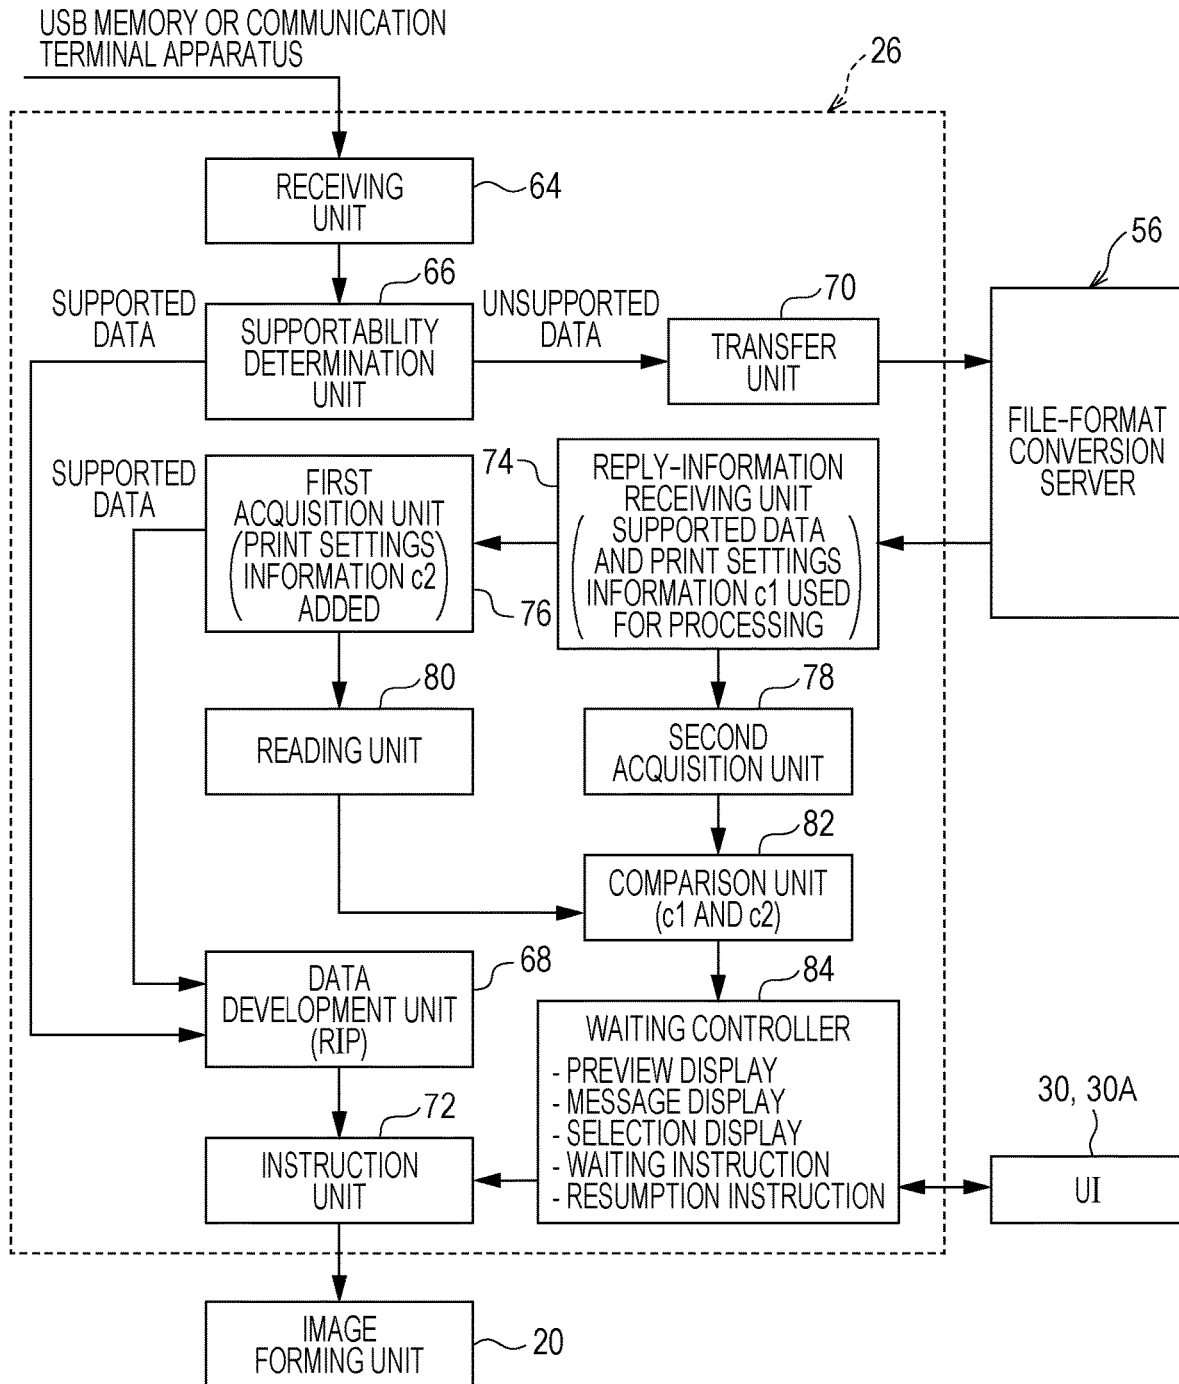 USB MEMORY OR COMMUNICATION
TERMINAL APPARATUS
26
RECEIVING
UNIT
64
56
SUPPORTED
DATA
66
SUPPORTABILITY
DETERMINATION
UNIT
UNSUPPORTED
DATA
70
TRANSFER
UNIT
FILE-FORMAT
CONVERSION
SERVER
SUPPORTED
DATA
FIRST
ACQUISITION UNIT
(PRINT SETTINGS
INFORMATION c2
ADDED)
76
74
REPLY-INFORMATION
RECEIVING UNIT
(SUPPORTED DATA
AND PRINT SETTINGS
INFORMATION c1 USED
FOR PROCESSING)
80
READING UNIT
78
SECOND
ACQUISITION UNIT
82
COMPARISON UNIT
(c1 AND c2)
68
DATA
DEVELOPMENT UNIT
(RIP)
84
WAITING CONTROLLER
- PREVIEW DISPLAY
- MESSAGE DISPLAY
- SELECTION DISPLAY
- WAITING INSTRUCTION
- RESUMPTION INSTRUCTION
30, 30A
UI
72
INSTRUCTION
UNIT
IMAGE
FORMING UNIT
20